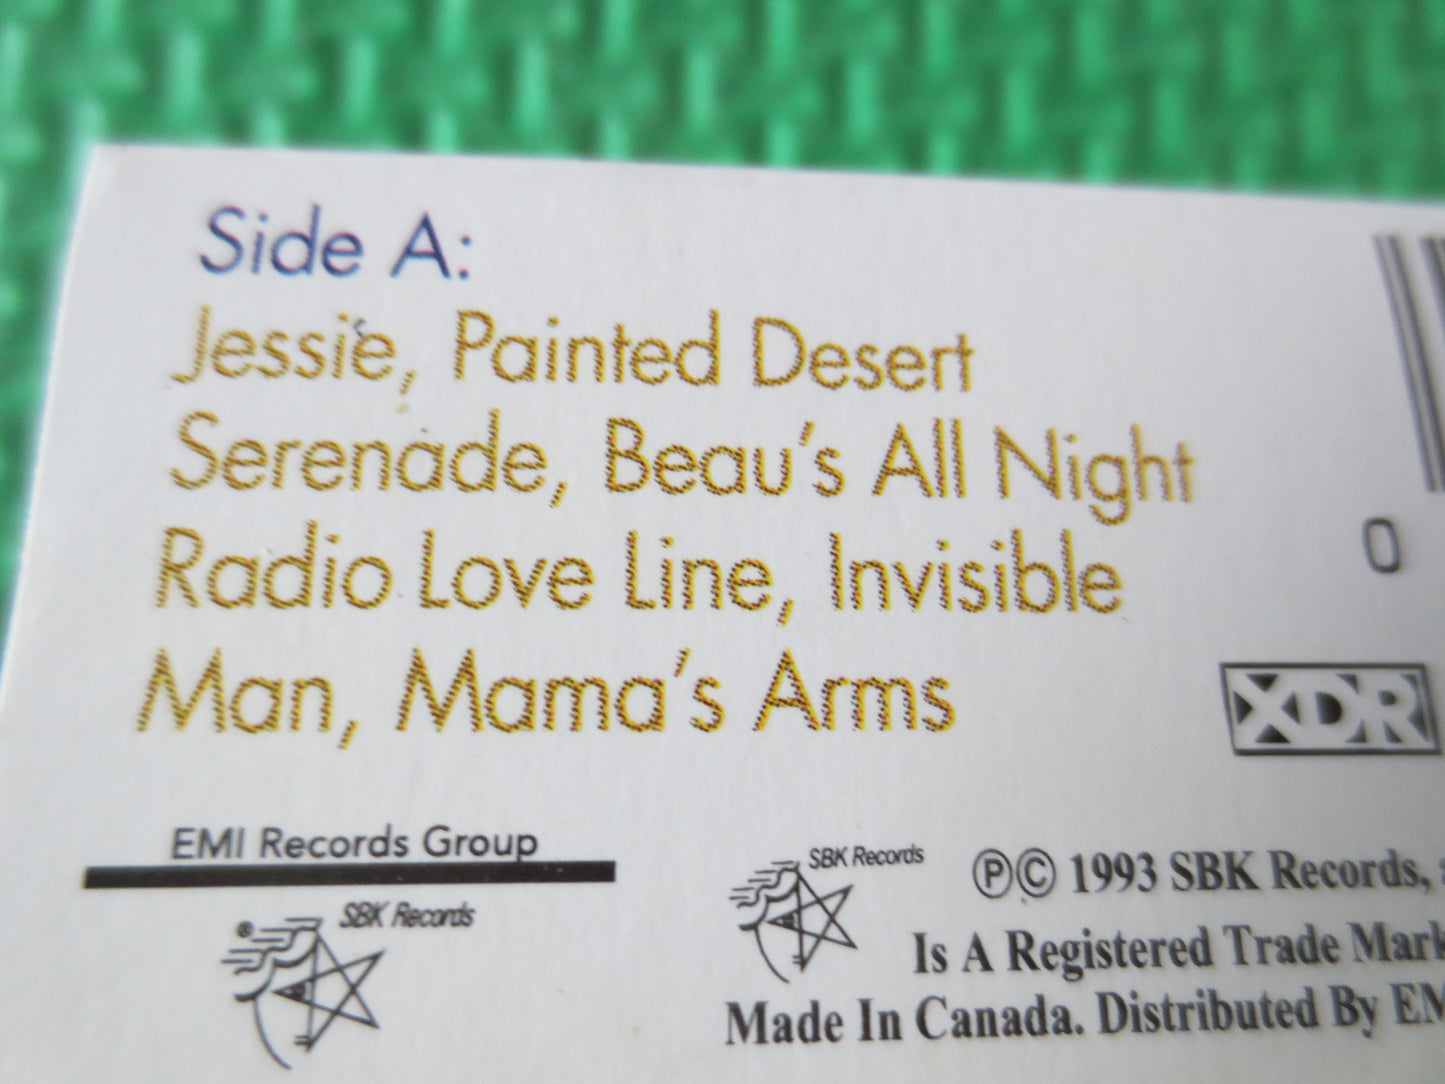 Side A:
Jessie, Painted Desert
Serenade, Beau's All Night
Radio Love Line, Invisible
Man, Mama's Arms
0
XDR
EMI Records Group
® SBK Records
SBK Records
Ⓟ© 1993 SBK Records,
Is A Registered Trade Mark
Made In Canada. Distributed By EM